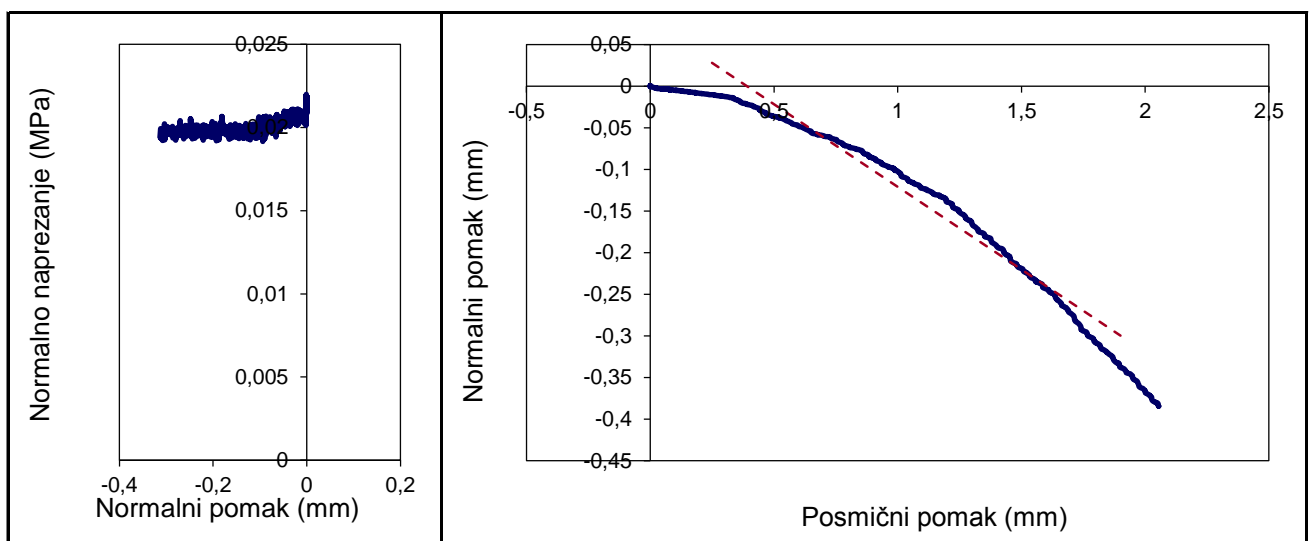 Normalno naprezanje (MPa)
0,025
0,02
0,015
0,01
0,005
0
-0,4 -0,2 0 0,2
Normalni pomak (mm)
Normalni pomak (mm)
0,05
0
-0,05
-0,1
-0,15
-0,2
-0,25
-0,3
-0,35
-0,4
-0,45
-0,5 0 0,5 1 1,5 2 2,5
Posmični pomak (mm)